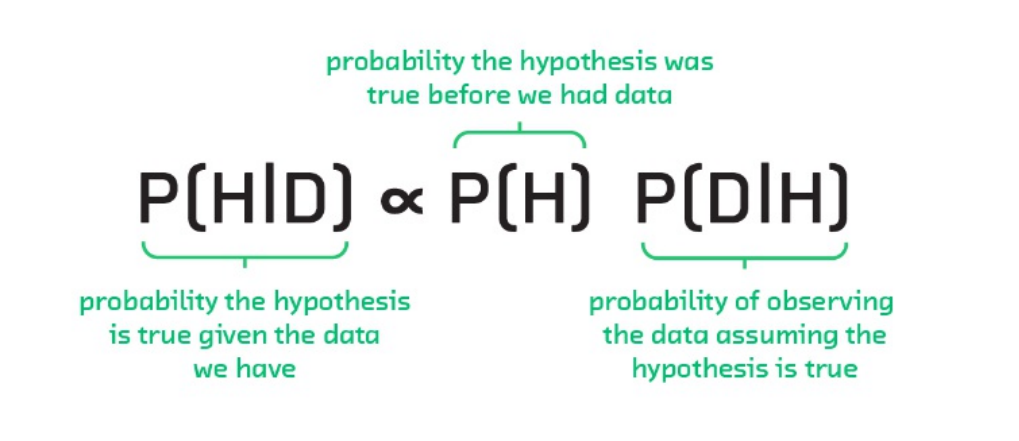 probability the hypothesis was
true before we had data
P(H|D) ∝ P(H) P(D|H)
probability the hypothesis
is true given the data
we have
probability of observing
the data assuming the
hypothesis is true